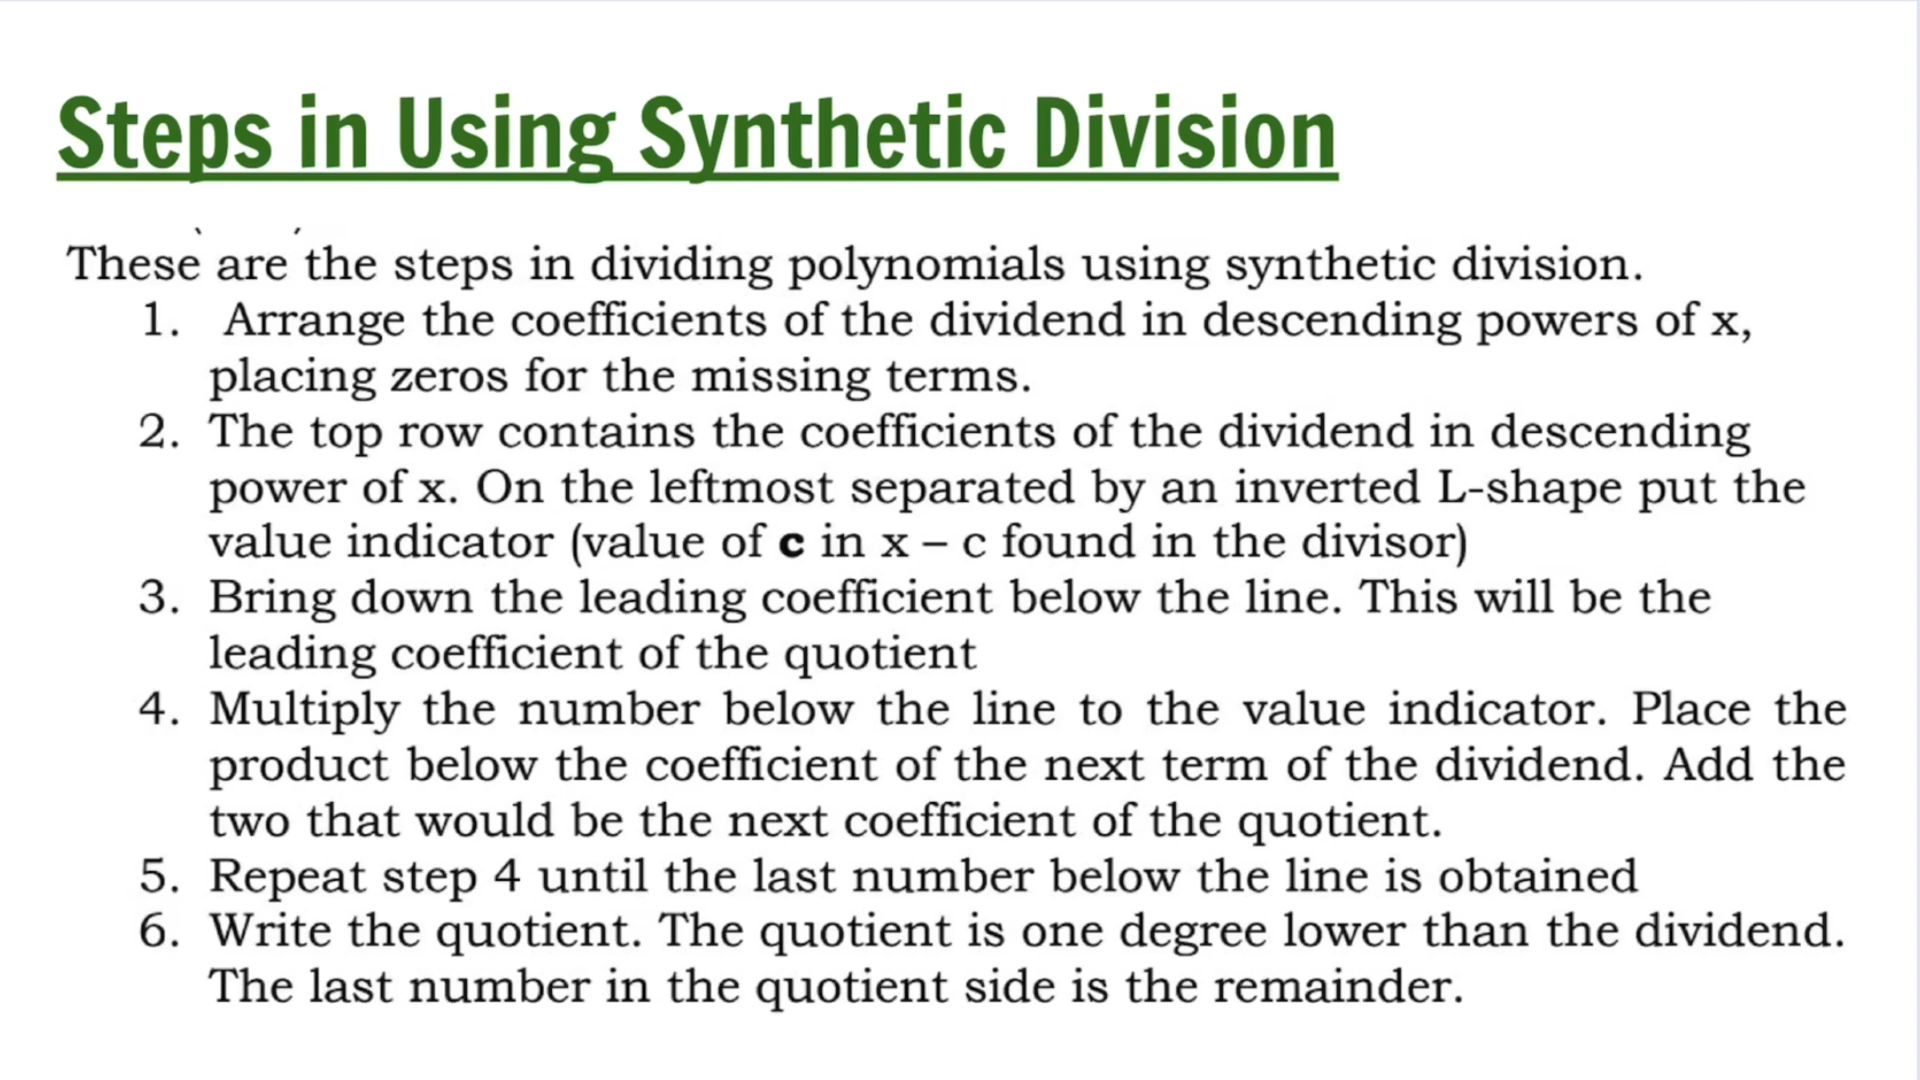 Steps in Using Synthetic Division
These are the steps in dividing polynomials using synthetic division.
1. Arrange the coefficients of the dividend in descending powers of x,
placing zeros for the missing terms.
2. The top row contains the coefficients of the dividend in descending
power of x. On the leftmost separated by an inverted L-shape put the
value indicator (value of c in x – c found in the divisor)
3. Bring down the leading coefficient below the line. This will be the
leading coefficient of the quotient
4. Multiply the number below the line to the value indicator. Place the
product below the coefficient of the next term of the dividend. Add the
two that would be the next coefficient of the quotient.
5. Repeat step 4 until the last number below the line is obtained
6. Write the quotient. The quotient is one degree lower than the dividend.
The last number in the quotient side is the remainder.